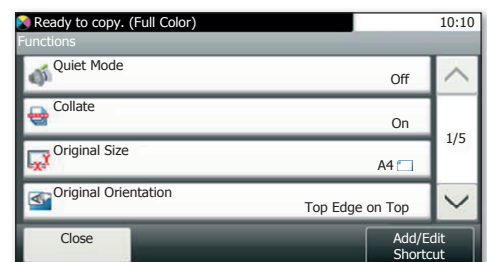 Ready to copy. (Full Color) 10:10
Functions
Quiet Mode
Off
Collate
On
1/5
Original Size
A4
Original Orientation
Top Edge on Top
Close
Add/Edit
Shortcut